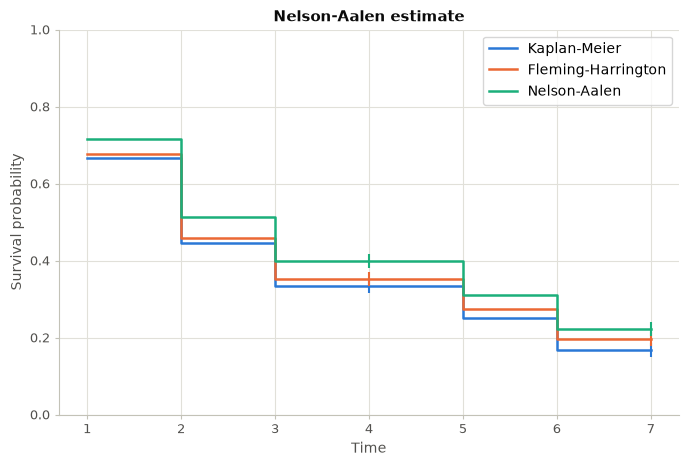 Nelson-Aalen estimate
Kaplan-Meier
Fleming-Harrington
Nelson-Aalen
Survival probability
1.0
0.8
0.6
0.4
0.2
0.0
1 2 3 4 5 6 7
Time